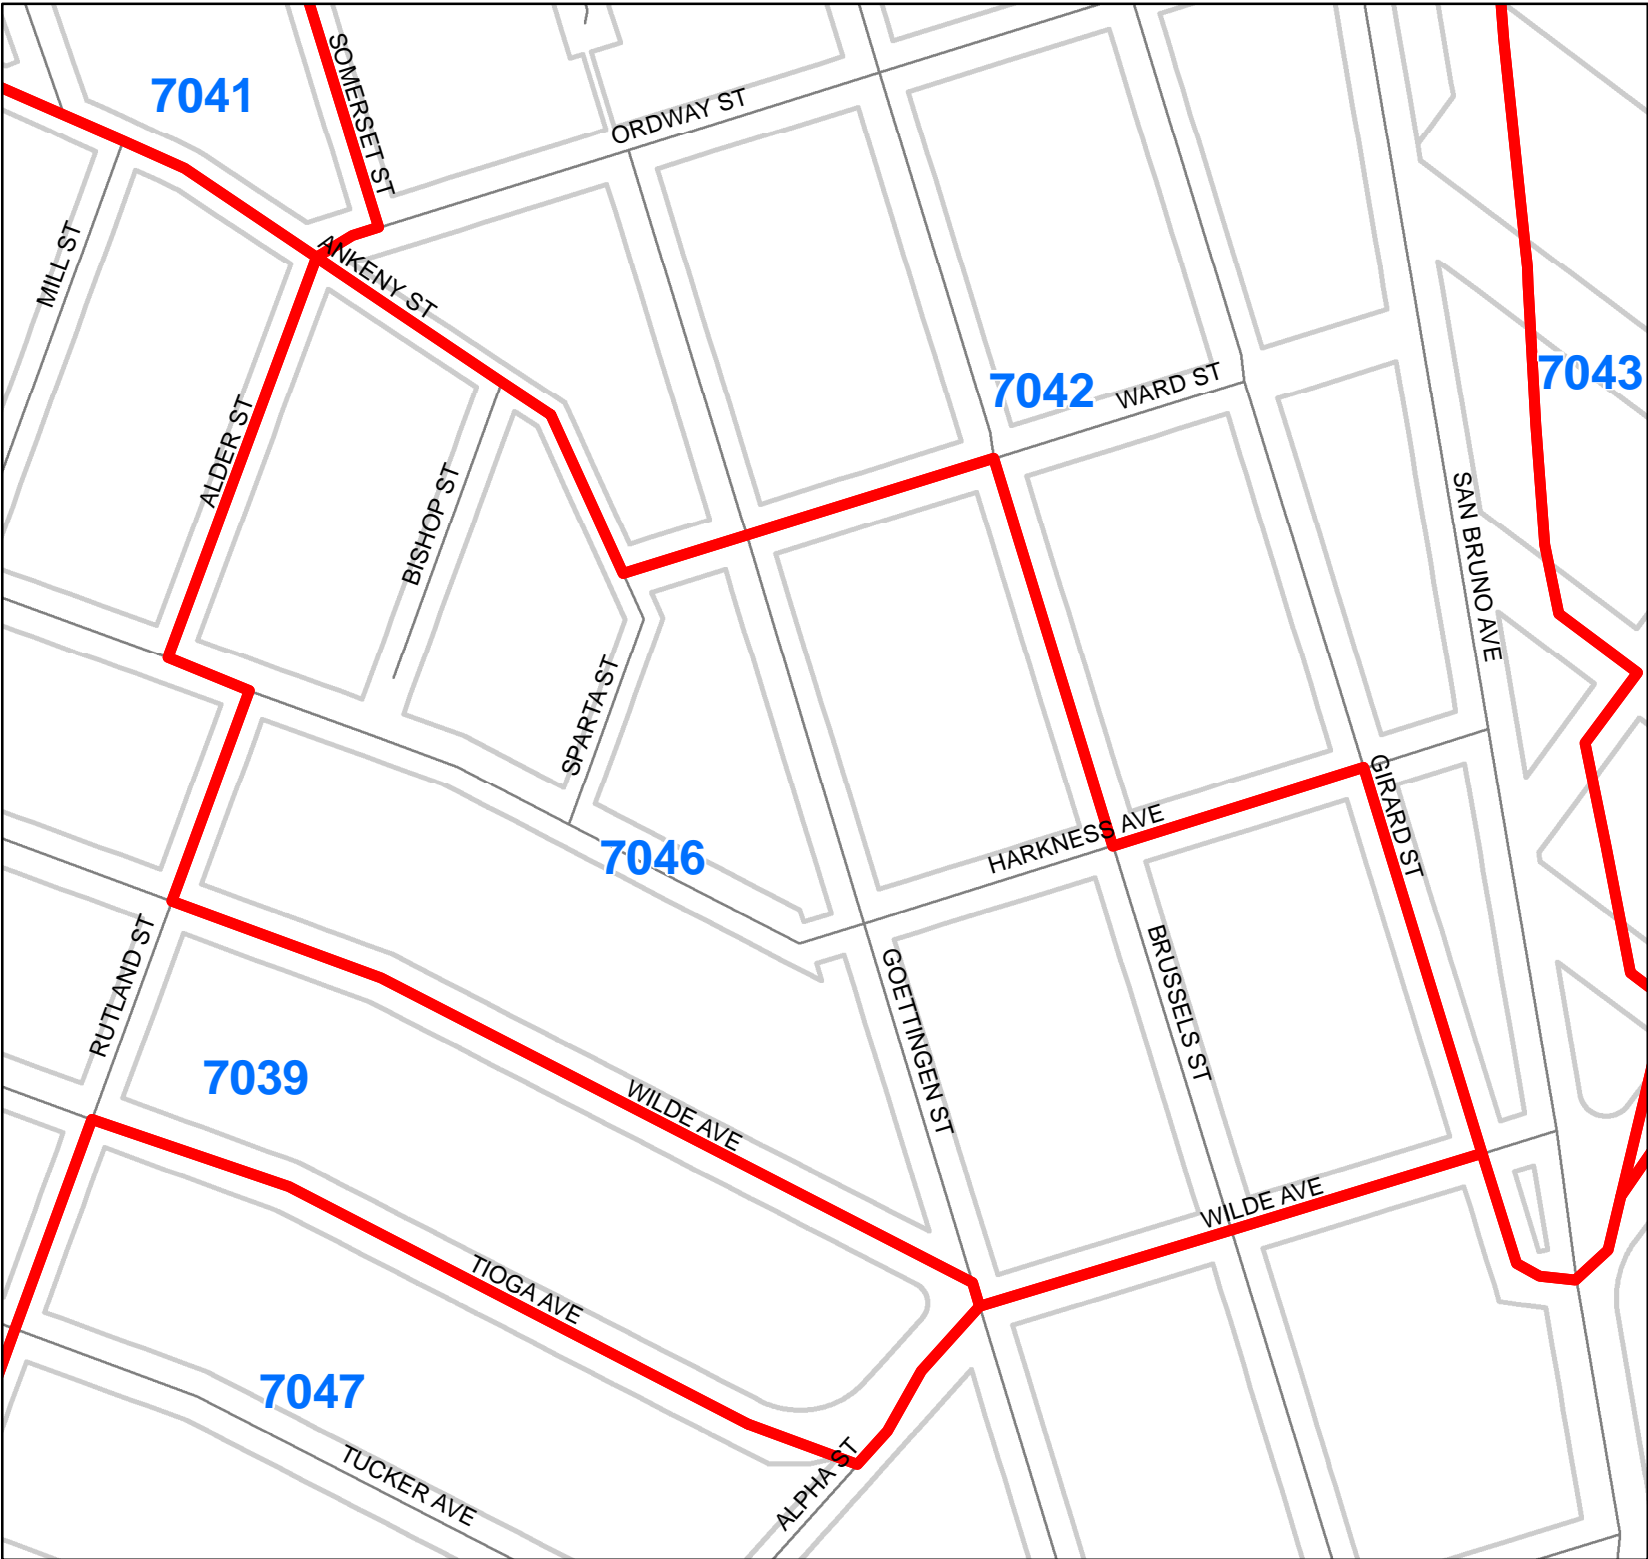 7041
SOMERSET ST
ORDWAY ST
MILL ST
ANKENY ST
7042
WARD ST
7043
ALDER ST
BISHOP ST
SAN BRUNO AVE
SPARTA ST
7046
HARKNESS AVE
GIRARD ST
RUTLAND ST
GOETTINGEN ST
BRUSSELS ST
7039
WILDE AVE
WILDE AVE
TIOGA AVE
7047
TUCKER AVE
ALPHA ST